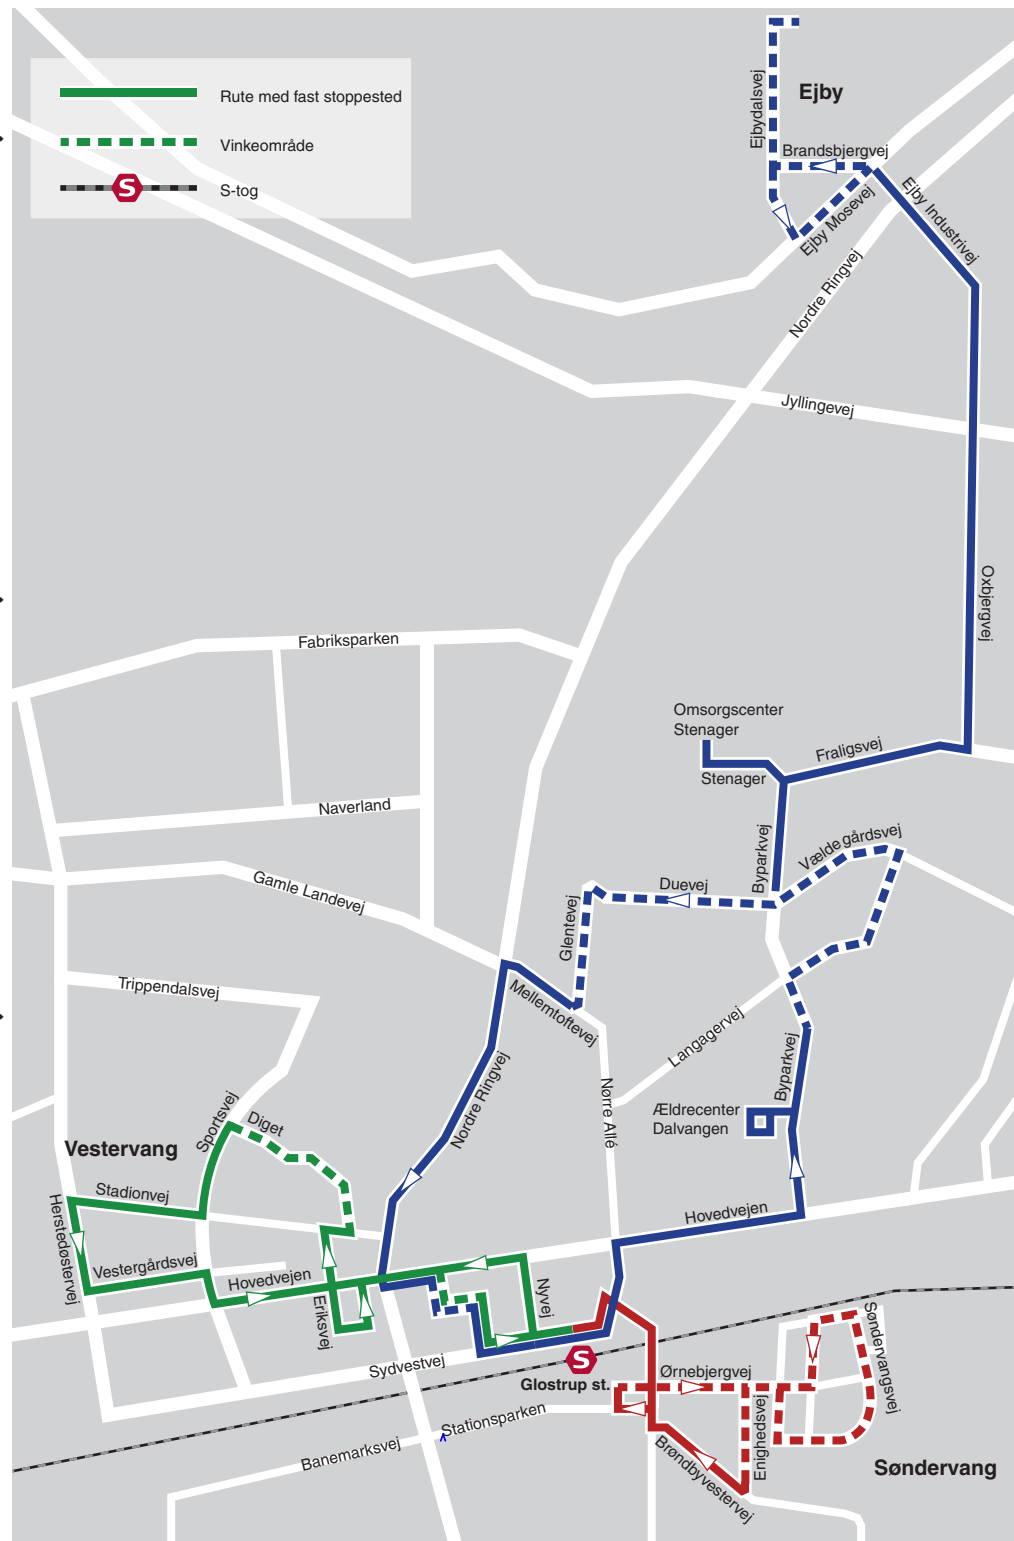 Rute med fast stoppested
Vinkeområde
S
S-tog
Ejby
Ejbydalsvej
Brandsbjergvej
Ejby Mosevej
Ejby Industrivej
Nordre Ringvej
Jyllingevej
Oxbjergvej
Fabriksparken
Omsorgscenter
Stenager
Stenager
Fraligsvej
Naverland
Byparkvej
Vældegårdsvej
Gamle Landevej
Duevej
Glentevej
Trippendalsvej
Mellemtoftevej
Langagervej
Nordre Ringvej
Nørre Allé
Byparkvej
Ældrecenter
Dalvangen
Sportsvej
Diget
Vestervang
Stadionvej
Herstedøstervej
Vestergårdsvej
Hovedvejen
Hovedvejen
Eriksvej
Nyvej
Sydvestvej
S
Glostrup st.
Ørnebjergvej
Søndervangsvej
Stationsparken
Banemarksvej
Enighedsvej
Brøndbyvestervej
Søndervang